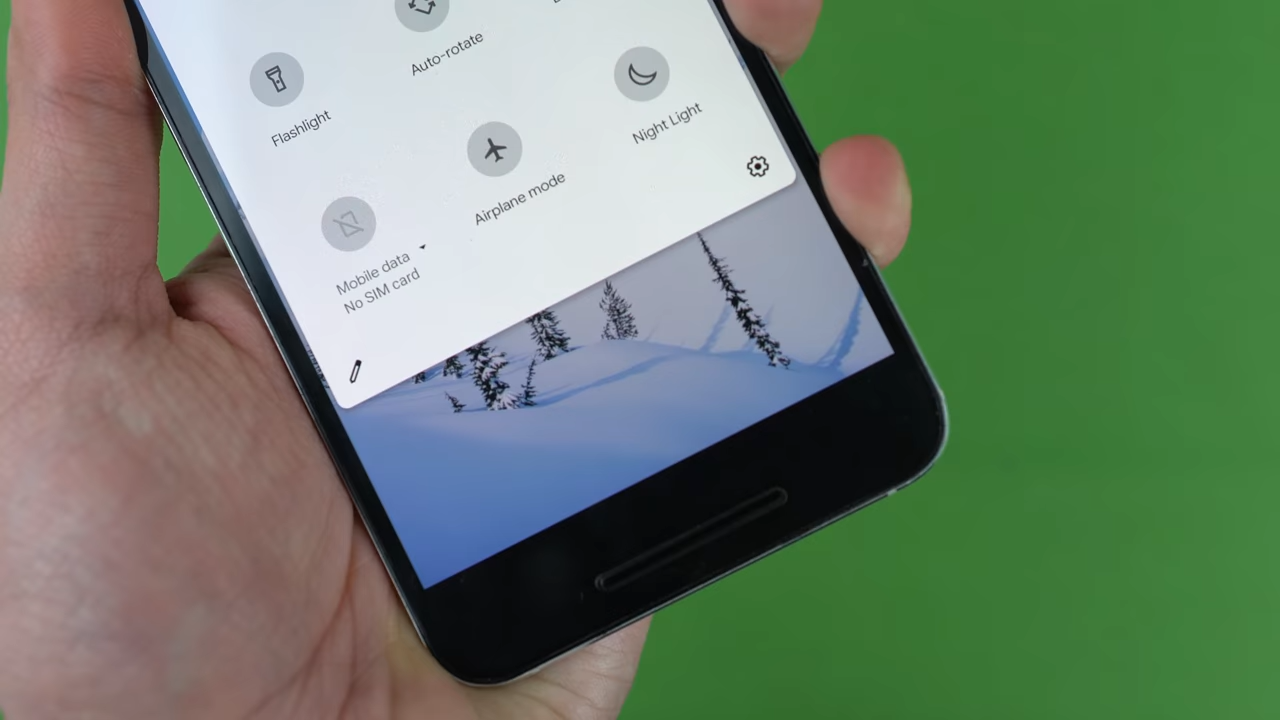 Auto-rotate
Flashlight
Night Light
Airplane mode
Mobile data
No SIM card